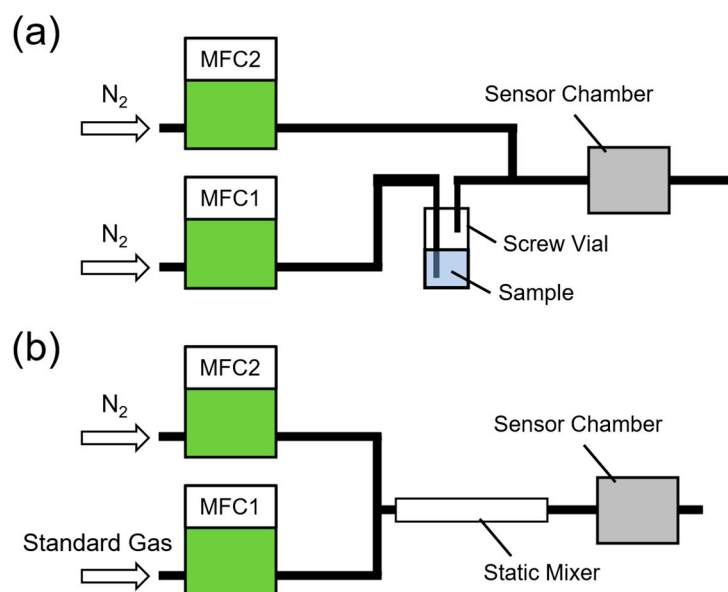 (a)
MFC2
N₂
Sensor Chamber
MFC1
N₂
Screw Vial
Sample
(b)
MFC2
N₂
Sensor Chamber
MFC1
Standard Gas
Static Mixer